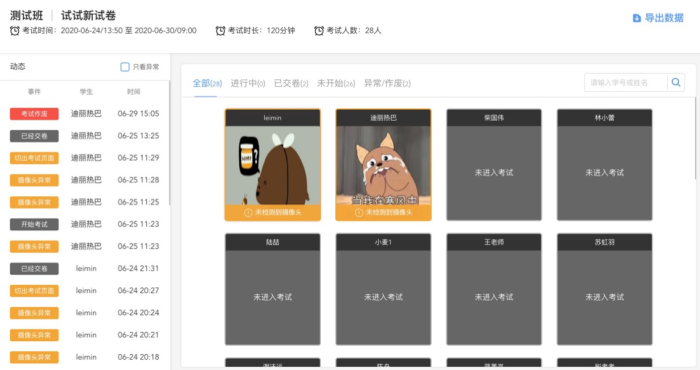 测试班 | 试试新试卷
导出数据
考试时间：2020-06-24/13:50 至 2020-06-30/09:00 考试时长：120分钟 考试人数：28人
动态 只看异常
事件 学生 时间
考试作废 迪丽热巴 06-29 15:05
已经交卷 迪丽热巴 06-25 13:25
切出考试页面 迪丽热巴 06-25 11:29
摄像头异常 迪丽热巴 06-25 11:28
摄像头异常 迪丽热巴 06-25 11:25
开始考试 迪丽热巴 06-25 11:23
摄像头异常 迪丽热巴 06-25 11:23
已经交卷 leimin 06-24 21:31
切出考试页面 leimin 06-24 20:27
摄像头异常 leimin 06-24 20:24
摄像头异常 leimin 06-24 20:21
摄像头异常 leimin 06-24 20:18
全部(28) 进行中(0) 已交卷(2) 未开始(26) 异常/作废(2)
请输入学号或姓名
leimin 迪丽热巴 柴国伟 林小蕾
未进入考试 未进入考试
当我在寒风中
未检测到摄像头 未检测到摄像头
陆喆 小麦1 王老师 苏虹羽
未进入考试 未进入考试 未进入考试 未进入考试